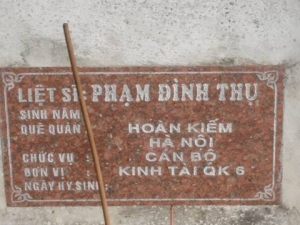 LIỆT SĨ: PHẠM ĐÌNH THỤ
SINH NĂM
QUÊ QUÁN HOÀN KIẾM
HÀ NỘI
CHỨC VỤ : CÁN BỘ
ĐƠN VỊ : KINH TÀI QK 6
NGÀY HY SINH